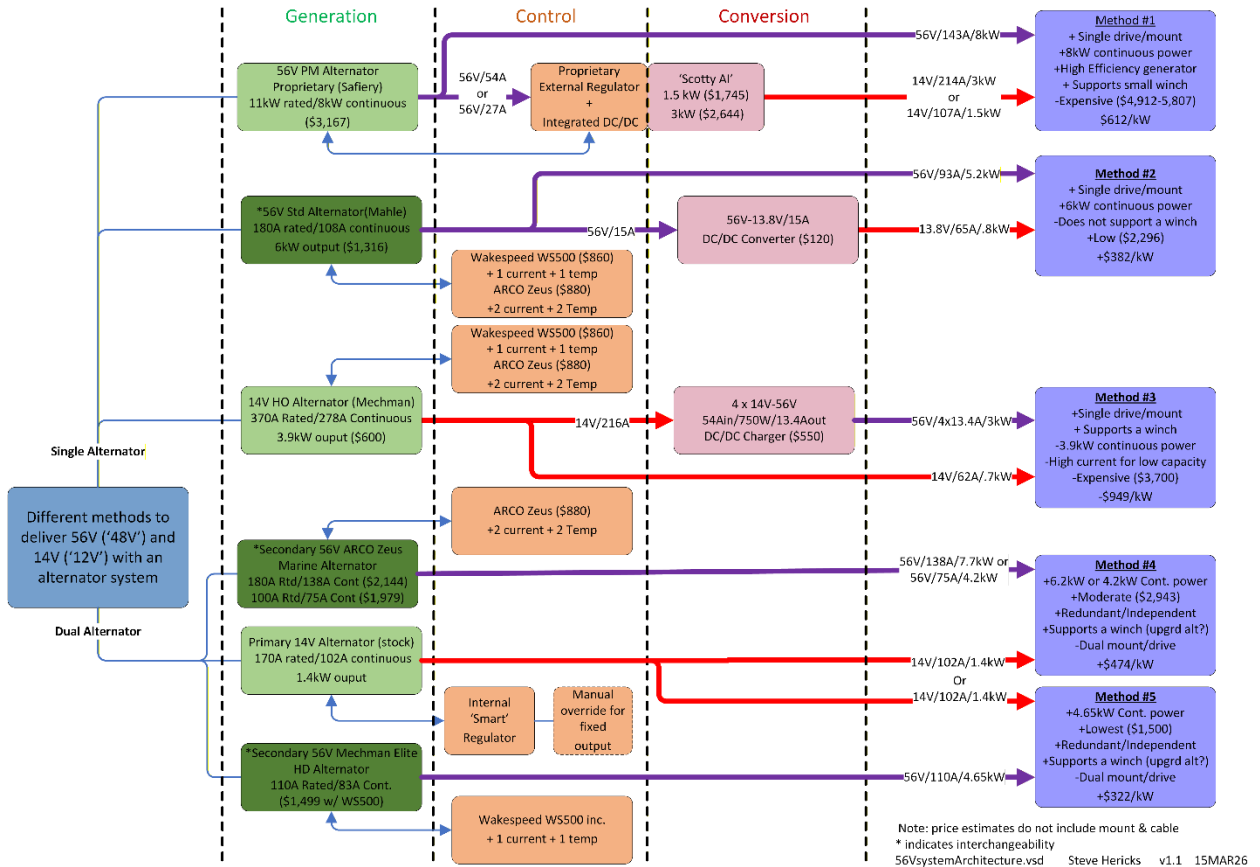 Generation
Control
Conversion
56V PM Alternator
Proprietary (Safiery)
11kW rated/8kW continuous
($3,167)
56V/54A
or
56V/27A
Proprietary
External Regulator
+
Integrated DC/DC
'Scotty AI'
1.5 kW ($1,745)
3kW ($2,644)
56V/143A/8kW
14V/214A/3kW
or
14V/107A/1.5kW
Method #1
+ Single drive/mount
+8kW continuous power
+High Efficiency generator
+ Supports small winch
-Expensive ($4,912-5,807)
$612/kW
*56V Std Alternator(Mahle)
180A rated/108A continuous
6kW output ($1,316)
56V/15A
56V-13.8V/15A
DC/DC Converter ($120)
56V/93A/5.2kW
13.8V/65A/.8kW
Method #2
+ Single drive/mount
+6kW continuous power
-Does not support a winch
+Low ($2,296)
+$382/kW
Wakespeed WS500 ($860)
+ 1 current + 1 temp
ARCO Zeus ($880)
+2 current + 2 Temp
Wakespeed WS500 ($860)
+ 1 current + 1 temp
ARCO Zeus ($880)
+2 current + 2 Temp
14V HO Alternator (Mechman)
370A Rated/278A Continuous
3.9kW ouput ($600)
14V/216A
4 x 14V-56V
54Ain/750W/13.4Aout
DC/DC Charger ($550)
56V/4x13.4A/3kW
14V/62A/.7kW
Method #3
+Single drive/mount
+ Supports a winch
-3.9kW continuous power
-High current for low capacity
-Expensive ($3,700)
-$949/kW
Single Alternator
Different methods to
deliver 56V ('48V') and
14V ('12V') with an
alternator system
Dual Alternator
ARCO Zeus ($880)
+2 current + 2 Temp
*Secondary 56V ARCO Zeus
Marine Alternator
180A Rtd/138A Cont ($2,144)
100A Rtd/75A Cont ($1,979)
56V/138A/7.7kW or
56V/75A/4.2kW
Method #4
+6.2kW or 4.2kW Cont. power
+Moderate ($2,943)
+Redundant/Independent
+Supports a winch (upgrd alt?)
-Dual mount/drive
+$474/kW
Primary 14V Alternator (stock)
170A rated/102A continuous
1.4kW ouput
14V/102A/1.4kW
Or
14V/102A/1.4kW
Internal
'Smart'
Regulator
Manual
override for
fixed
output
Method #5
+4.65kW Cont. power
+Lowest ($1,500)
+Redundant/Independent
+Supports a winch (upgrd alt?)
-Dual mount/drive
+$322/kW
*Secondary 56V Mechman Elite
HD Alternator
110A Rated/83A Cont.
($1,499 w/ WS500)
56V/110A/4.65kW
Wakespeed WS500 inc.
+ 1 current + 1 temp
Note: price estimates do not include mount & cable
* indicates interchangeability
56VsystemArchitecture.vsd Steve Hericks v1.1 15MAR26